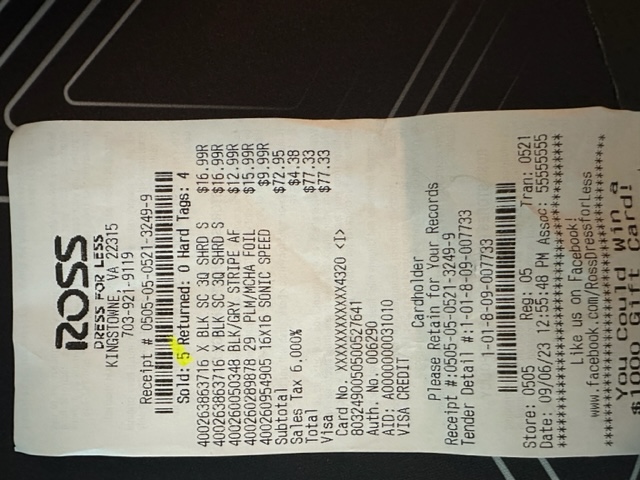 ROSS
DRESS FOR LESS
KINGSTOWNE, VA 22315
703-921-9119
Receipt # 0505-05-0521-3249-9
Sold: 5 Returned: 0 Hard Tags: 4
400263863716 X BLK SC 3Q SHRD S $16.99R
400263863716 X BLK SC 3Q SHRD S $16.99R
400260050348 BLK/GRY STRIPE AF $12.99R
400260289878 29 PLM/MCHA FOIL $15.99R
400260954905 16X16 SONIC SPEED $9.99R
Subtotal $72.95
Sales Tax 6.000% $4.38
Total $77.33
Visa $77.33
Card No. XXXXXXXXXXXX4320 <I>
8032490050500527641
Auth. No. 006290
AID: A0000000031010
VISA CREDIT
Cardholder
Please Retain for Your Records
Receipt #:0505-05-0521-3249-9
Tender Detail #:1-01-8-09-007733
1-01-8-09-007733
Store: 0505 Reg: 05 Tran: 0521
Date: 09/06/23 12:55:48 PM Assoc: 55555555
Like us on Facebook!
www.facebook.com/RossDressforLess
You Could Win a
$1000 Gift Card!